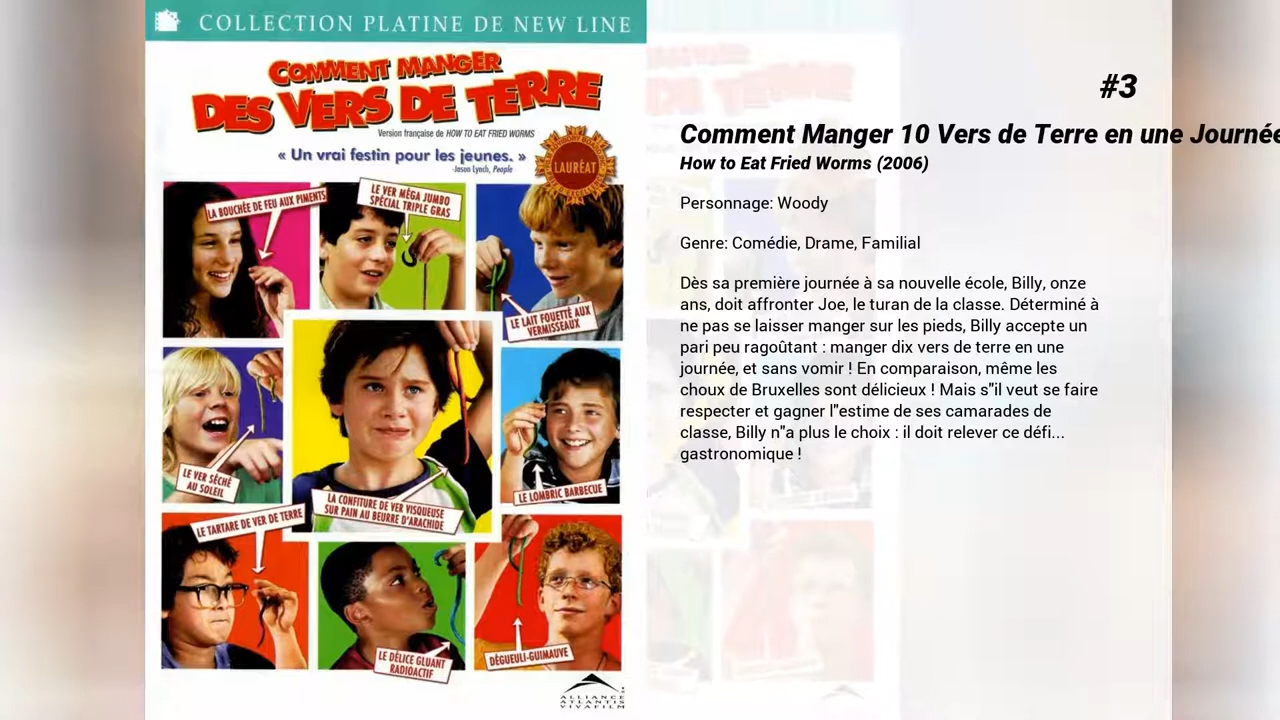 COLLECTION PLATINE DE NEW LINE
COMMENT MANGER
DES VERS DE TERRE
Version française de HOW TO EAT FRIED WORMS
« Un vrai festin pour les jeunes. »
-Jason Lynch, People
LAURÉAT
LA BOUCHÉE DE FEU AUX PIMENTS
LE VER MÉGA JUMBO
SPÉCIAL TRIPLE GRAS
LE LAIT FOUETTÉ AUX
VERMISSEAUX
LE VER SÉCHÉ
AU SOLEIL
LA CONFITURE DE VER VISQUEUSE
SUR PAIN AU BEURRE D'ARACHIDE
LE LOMBRIC BARBECUE
LE TARTARE DE VER DE TERRE
LE DÉLICE GLUANT
RADIOACTIF
DÉGUEULI-GUIMAUVE
ALLIANCE
ATLANTIS
VIVAFILM
#3
Comment Manger 10 Vers de Terre en une Journée
How to Eat Fried Worms (2006)
Personnage: Woody
Genre: Comédie, Drame, Familial
Dès sa première journée à sa nouvelle école, Billy, onze
ans, doit affronter Joe, le turan de la classe. Déterminé à
ne pas se laisser manger sur les pieds, Billy accepte un
pari peu ragoûtant : manger dix vers de terre en une
journée, et sans vomir ! En comparaison, même les
choux de Bruxelles sont délicieux ! Mais s"il veut se faire
respecter et gagner l"estime de ses camarades de
classe, Billy n"a plus le choix : il doit relever ce défi...
gastronomique !